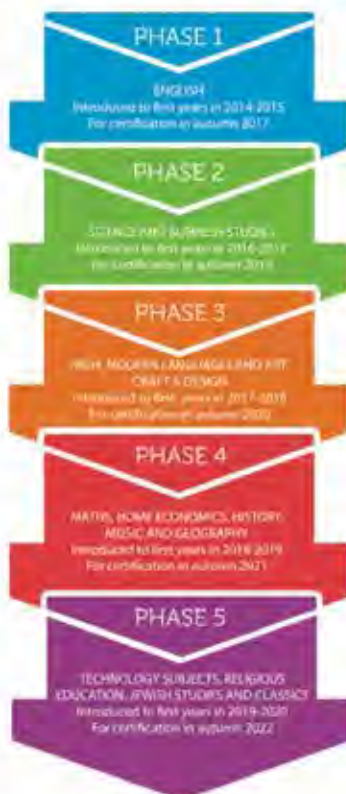 PHASE 1
ENGLISH
Introduced to first years in 2014-2015
For certification in autumn 2017
PHASE 2
SCIENCE AND BUSINESS STUDIES
Introduced to first years in 2016-2017
For certification in autumn 2019
PHASE 3
MODERN LANGUAGES AND ART
CRAFT & DESIGN
Introduced to first years in 2017-2018
For certification in autumn 2020
PHASE 4
MATHS, HOME ECONOMICS, HISTORY,
MUSIC AND GEOGRAPHY
Introduced to first years in 2018-2019
For certification in autumn 2021
PHASE 5
TECHNOLOGY SUBJECTS, RELIGIOUS
EDUCATION, JEWISH STUDIES AND CLASSICS
Introduced to first years in 2019-2020
For certification in autumn 2022